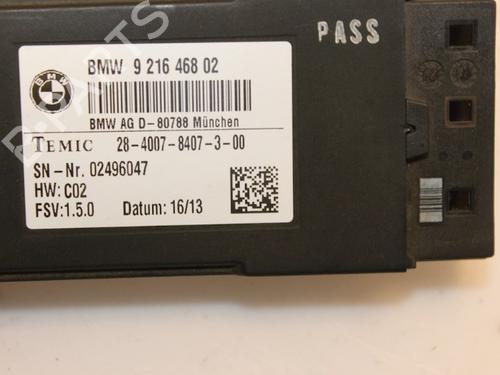 PASS
BMW 9 216 468 02
BMW AG D-80788 München
TEMIC 28-4007-8407-3-00
SN-Nr. 02496047
HW:C02
FSV:1.5.0 Datum: 16/13